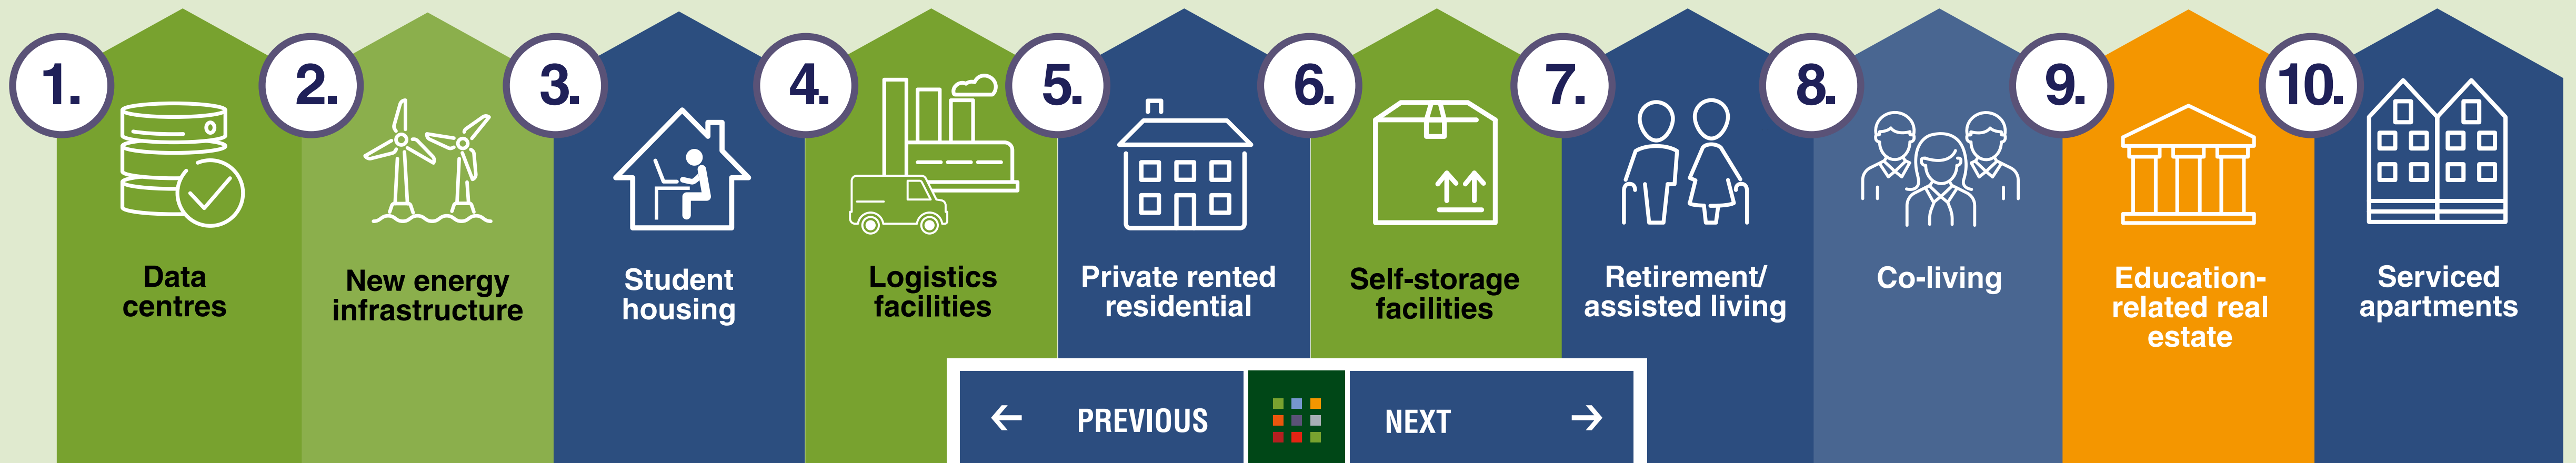 1.
Data
centres
2.
New energy
infrastructure
3.
Student
housing
4.
Logistics
facilities
5.
Private rented
residential
6.
Self-storage
facilities
7.
Retirement/
assisted living
8.
Co-living
9.
Education-
related real
estate
10.
Serviced
apartments
PREVIOUS
NEXT